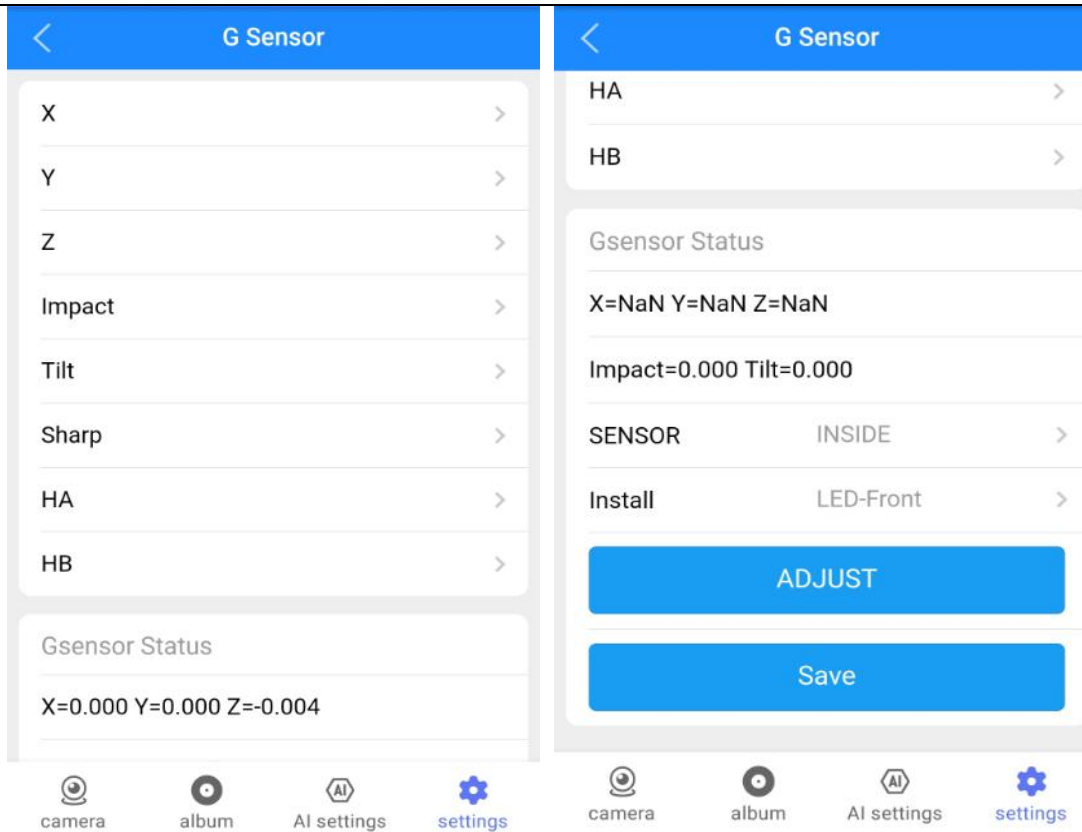 G Sensor
X
Y
Z
Impact
Tilt
Sharp
HA
HB
Gsensor Status
X=0.000 Y=0.000 Z=-0.004
camera album AI AI settings settings
G Sensor
HA
HB
Gsensor Status
X=NaN Y=NaN Z=NaN
Impact=0.000 Tilt=0.000
SENSOR INSIDE
Install LED-Front
ADJUST
Save
camera album AI AI settings settings